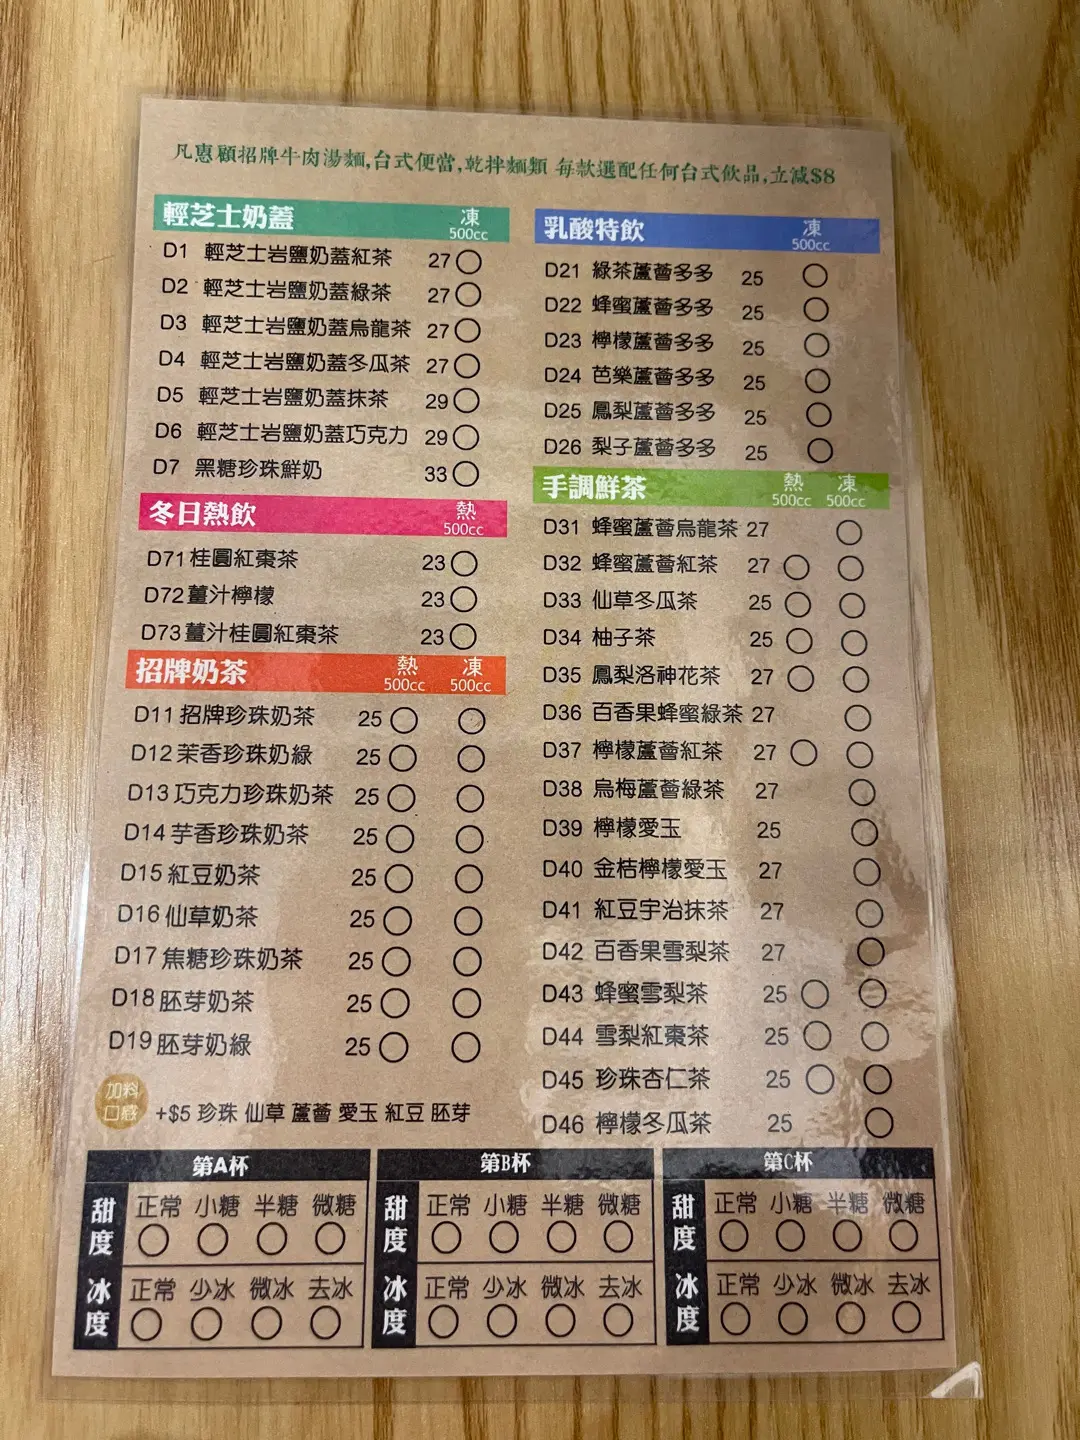 凡惠顧招牌牛肉湯麵,台式便當,乾拌麵類 每款選配任何台式飲品,立減$8
輕芝士奶蓋 凍 500cc
D1 輕芝士岩鹽奶蓋紅茶 27
D2 輕芝士岩鹽奶蓋綠茶 27
D3 輕芝士岩鹽奶蓋烏龍茶 27
D4 輕芝士岩鹽奶蓋冬瓜茶 27
D5 輕芝士岩鹽奶蓋抹茶 29
D6 輕芝士岩鹽奶蓋巧克力 29
D7 黑糖珍珠鮮奶 33
冬日熱飲 熱 500cc
D71 桂圓紅棗茶 23
D72 薑汁檸檬 23
D73 薑汁桂圓紅棗茶 23
招牌奶茶 熱 500cc 凍 500cc
D11 招牌珍珠奶茶 25
D12 茉香珍珠奶綠 25
D13 巧克力珍珠奶茶 25
D14 芋香珍珠奶茶 25
D15 紅豆奶茶 25
D16 仙草奶茶 25
D17 焦糖珍珠奶茶 25
D18 胚芽奶茶 25
D19 胚芽奶綠 25
加料
口感
+$5 珍珠 仙草 蘆薈 愛玉 紅豆 胚芽
乳酸特飲 凍 500cc
D21 綠茶蘆薈多多 25
D22 蜂蜜蘆薈多多 25
D23 檸檬蘆薈多多 25
D24 芭樂蘆薈多多 25
D25 鳳梨蘆薈多多 25
D26 梨子蘆薈多多 25
手調鮮茶 熱 500cc 凍 500cc
D31 蜂蜜蘆薈烏龍茶 27
D32 蜂蜜蘆薈紅茶 27
D33 仙草冬瓜茶 25
D34 柚子茶 25
D35 鳳梨洛神花茶 27
D36 百香果蜂蜜綠茶 27
D37 檸檬蘆薈紅茶 27
D38 烏梅蘆薈綠茶 27
D39 檸檬愛玉 25
D40 金桔檸檬愛玉 27
D41 紅豆宇治抹茶 27
D42 百香果雪梨茶 27
D43 蜂蜜雪梨茶 25
D44 雪梨紅棗茶 25
D45 珍珠杏仁茶 25
D46 檸檬冬瓜茶 25
第A杯
甜度 正常 小糖 半糖 微糖
冰度 正常 少冰 微冰 去冰
第B杯
甜度 正常 小糖 半糖 微糖
冰度 正常 少冰 微冰 去冰
第C杯
甜度 正常 小糖 半糖 微糖
冰度 正常 少冰 微冰 去冰